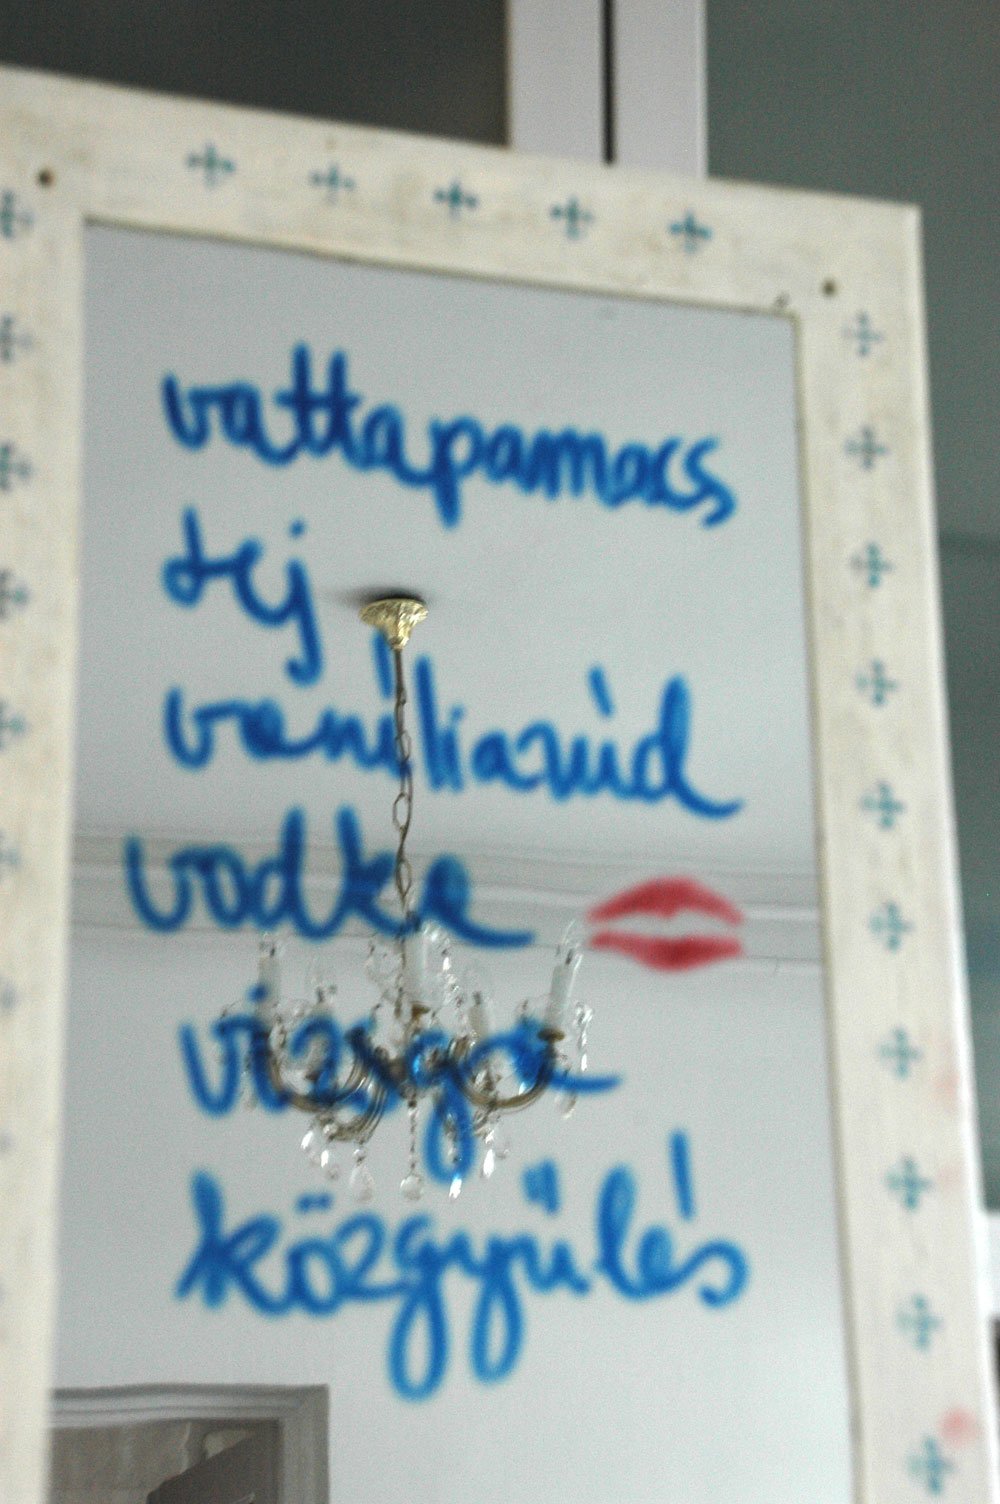 vattapamacs
tej
vaníliarúd
vodka
vizsga
közgyűlés